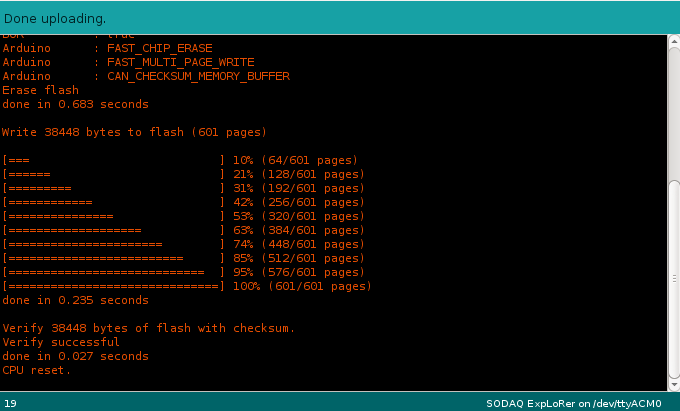 Done uploading.
Arduino       : FAST_CHIP_ERASE
Arduino       : FAST_MULTI_PAGE_WRITE
Arduino       : CAN_CHECKSUM_MEMORY_BUFFER
Erase flash
done in 0.683 seconds
Write 38448 bytes to flash (601 pages)
[===                           ] 10% (64/601 pages)
[======                        ] 21% (128/601 pages)
[=========                     ] 31% (192/601 pages)
[============                  ] 42% (256/601 pages)
[===============               ] 53% (320/601 pages)
[===================           ] 63% (384/601 pages)
[======================        ] 74% (448/601 pages)
[=========================     ] 85% (512/601 pages)
[============================  ] 95% (576/601 pages)
[==============================] 100% (601/601 pages)
done in 0.235 seconds
Verify 38448 bytes of flash with checksum.
Verify successful
done in 0.027 seconds
CPU reset.
19 SODAQ ExpLoRer on /dev/ttyACM0